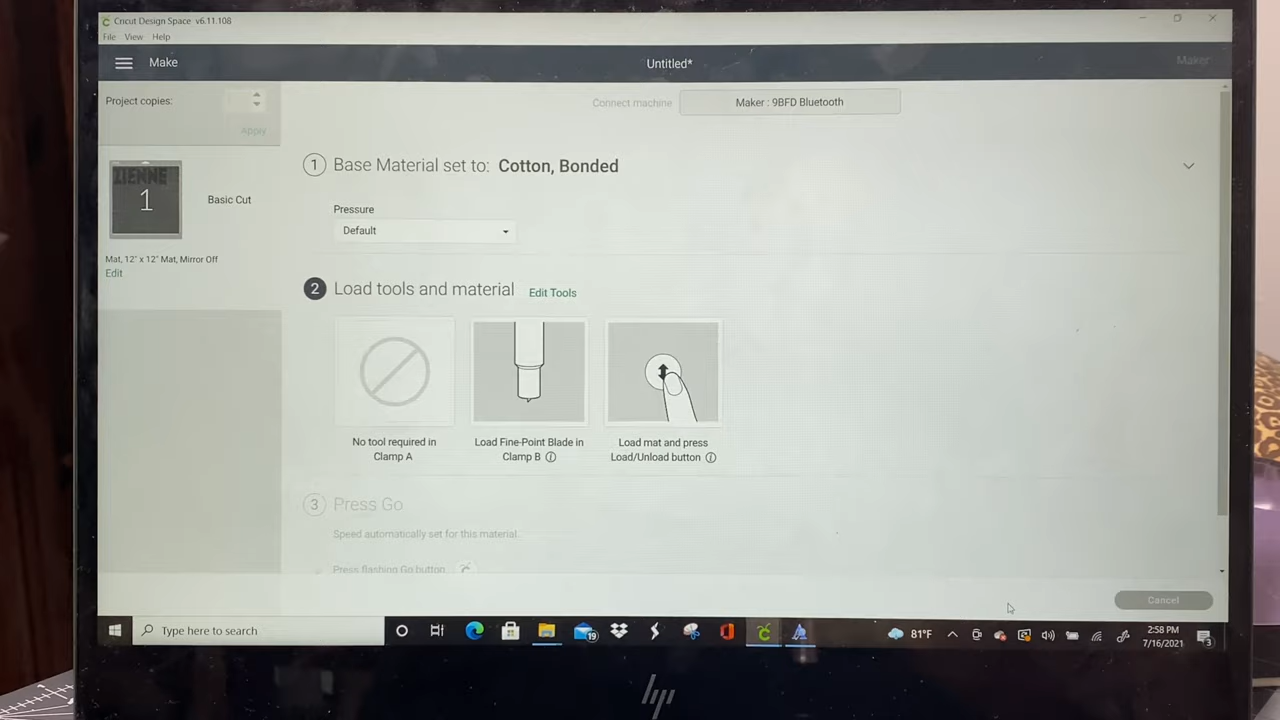 Cricut Design Space v6.11.108
File View Help
Make
Untitled*
Maker
Project copies:
Apply
Connect machine
Maker : 9BFD Bluetooth
1
Basic Cut
Mat, 12" x 12" Mat, Mirror Off
Edit
1 Base Material set to: Cotton, Bonded
Pressure
Default
2 Load tools and material Edit Tools
No tool required in
Clamp A
Load Fine-Point Blade in
Clamp B
Load mat and press
Load/Unload button
3 Press Go
Speed automatically set for this material.
Press flashing Go button
Cancel
Type here to search
19
81°F
2:58 PM
7/16/2021
3
hp